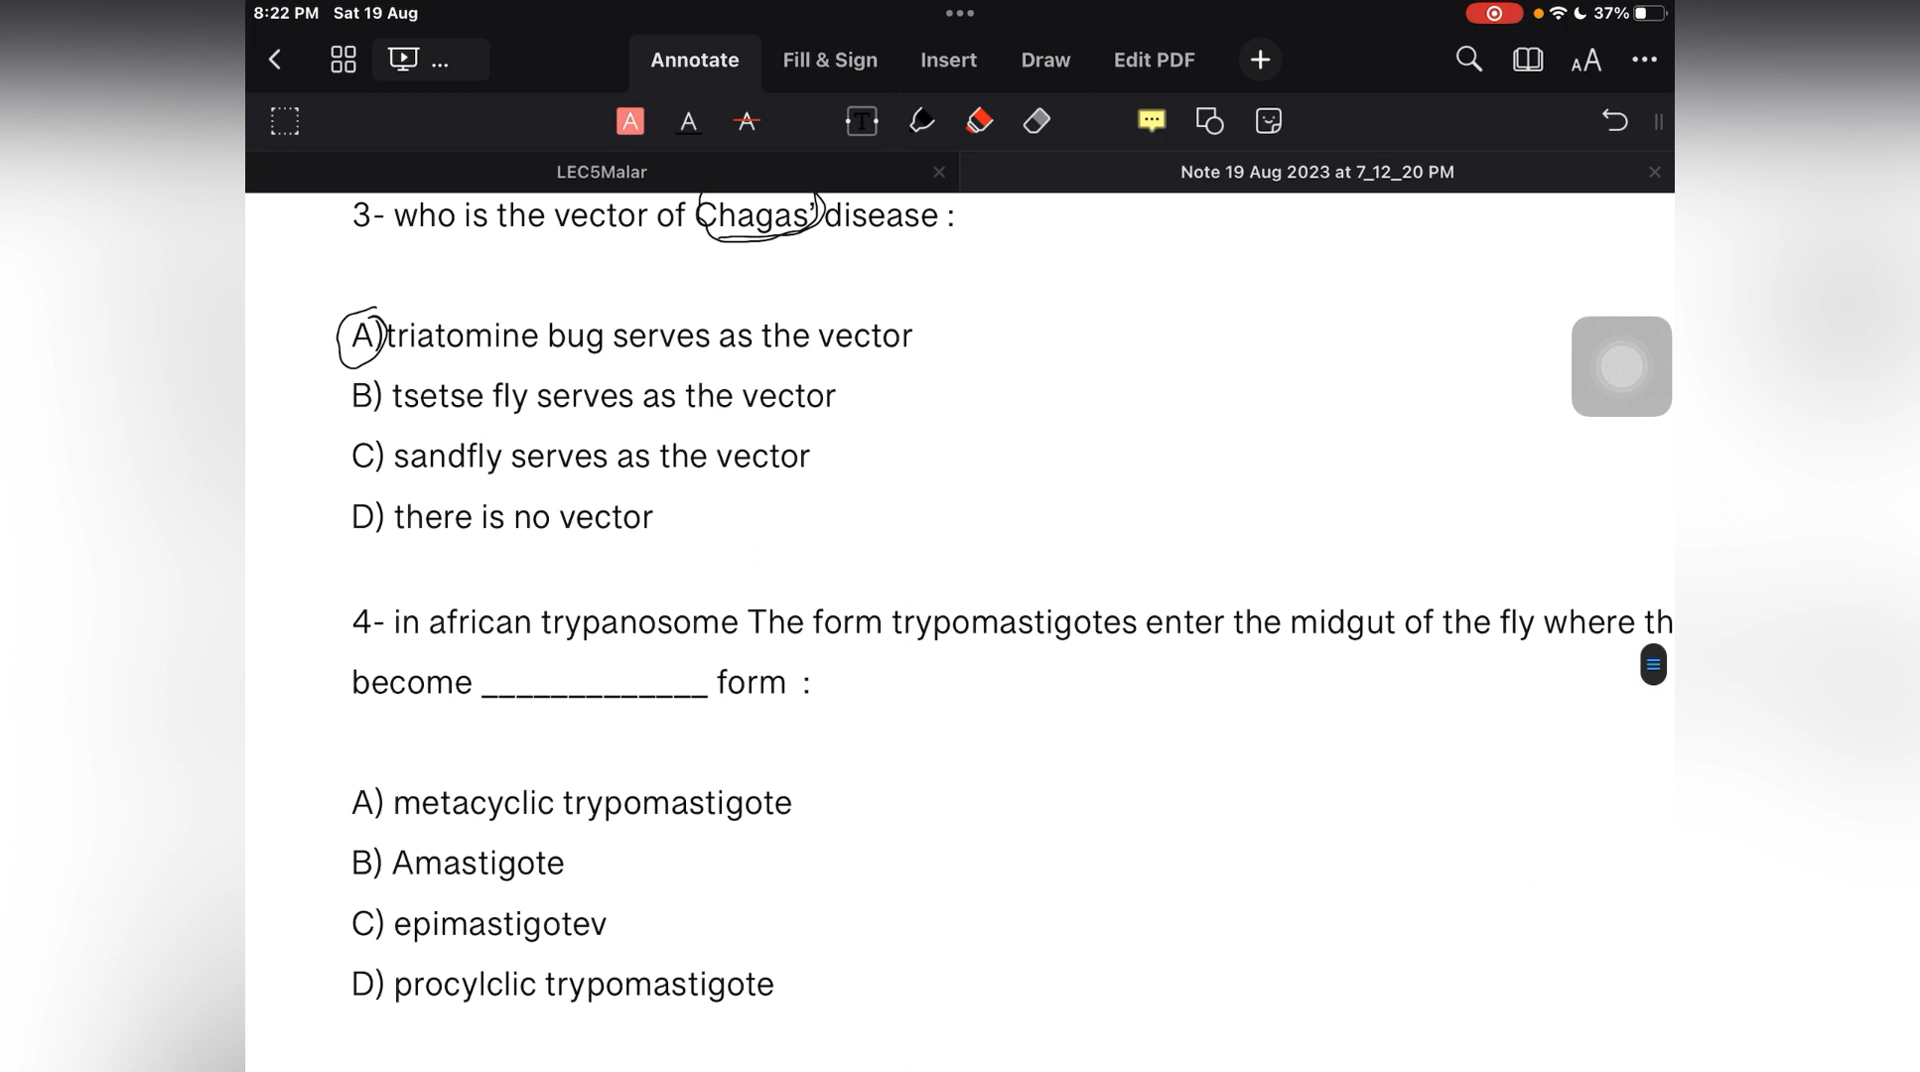 8:22 PM Sat 19 Aug
37%
...
Annotate
Fill & Sign
Insert
Draw
Edit PDF
LEC5Malar
Note 19 Aug 2023 at 7_12_20 PM
3- who is the vector of Chagas' disease :
A) triatomine bug serves as the vector
B) tsetse fly serves as the vector
C) sandfly serves as the vector
D) there is no vector
4- in african trypanosome The form trypomastigotes enter the midgut of the fly where th
become _____________ form :
A) metacyclic trypomastigote
B) Amastigote
C) epimastigotev
D) procylclic trypomastigote